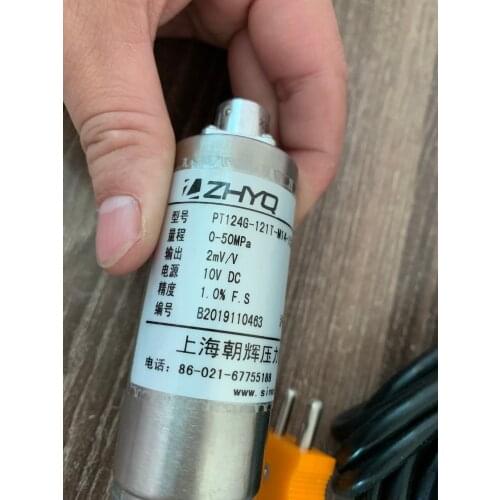 ZHYQ
型号 PT124G-121T-M14-
量程 0-50MPa
输出 2mV/V
电源 10V DC
精度 1.0% F.S
编号 B2019110463
上海朝辉压力
电话：86-021-67755188
www.sino